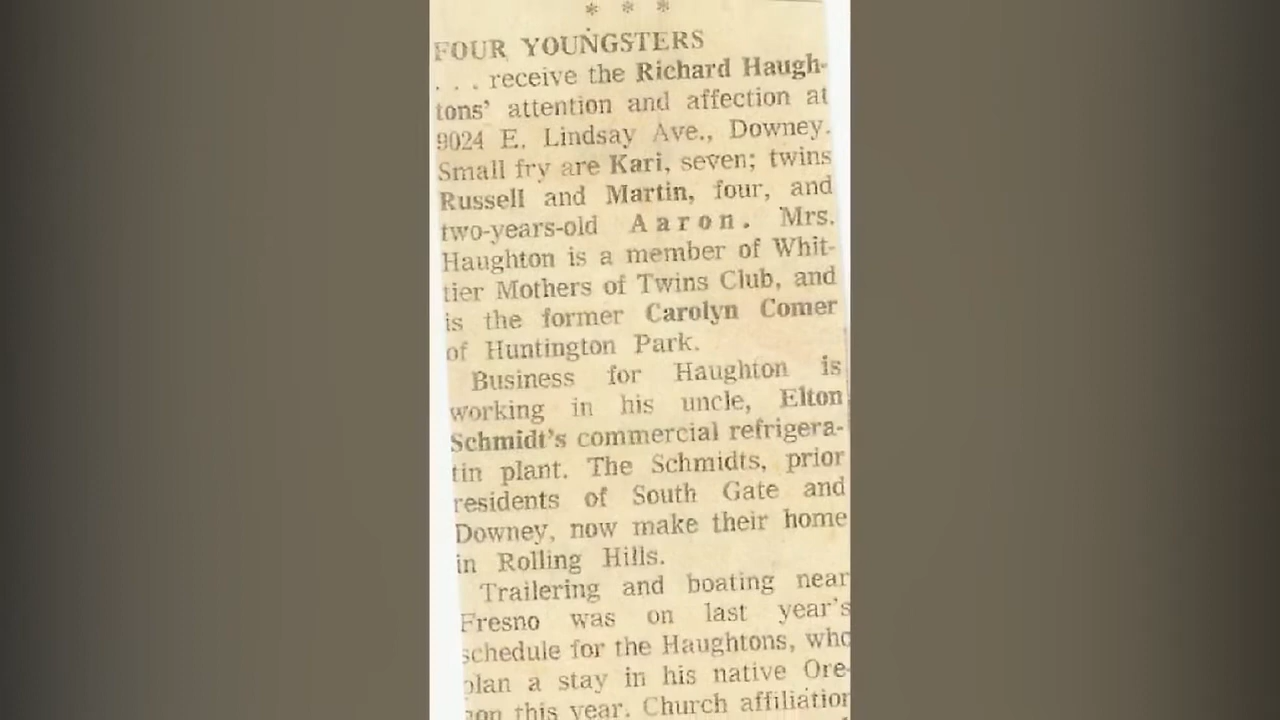 * * *
FOUR YOUNGSTERS
. . . receive the Richard Haugh-
tons' attention and affection at
9024 E. Lindsay Ave., Downey.
Small fry are Kari, seven; twins
Russell and Martin, four, and
two-years-old Aaron. Mrs.
Haughton is a member of Whit-
tier Mothers of Twins Club, and
is the former Carolyn Comer
of Huntington Park.
Business for Haughton is
working in his uncle, Elton
Schmidt's commercial refrigera-
tin plant. The Schmidts, prior
residents of South Gate and
Downey, now make their home
in Rolling Hills.
Trailering and boating near
Fresno was on last year's
schedule for the Haughtons, who
plan a stay in his native Ore-
gon this year. Church affiliation